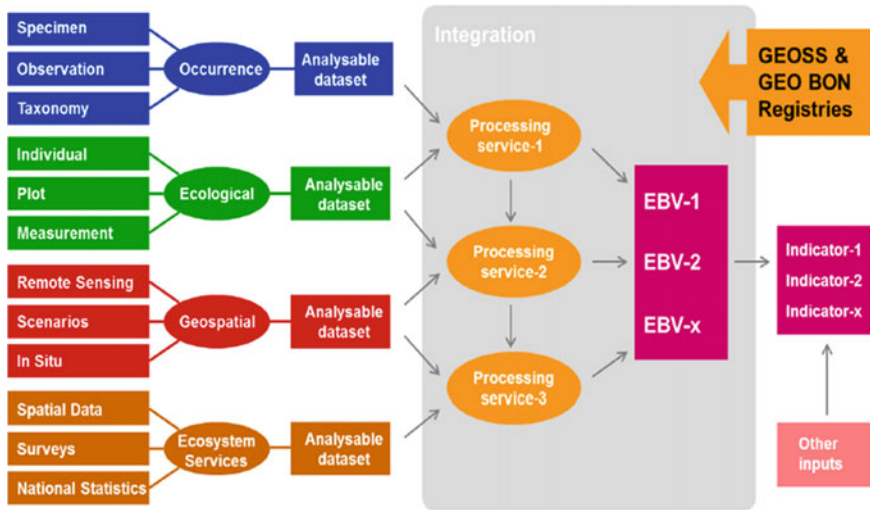 Specimen
Observation
Taxonomy
Occurrence
Analysable
dataset
Individual
Plot
Measurement
Ecological
Analysable
dataset
Remote Sensing
Scenarios
In Situ
Geospatial
Analysable
dataset
Spatial Data
Surveys
National Statistics
Ecosystem
Services
Analysable
dataset
Integration
Processing
service-1
Processing
service-2
Processing
service-3
EBV-1
EBV-2
EBV-x
GEOSS &
GEO BON
Registries
Indicator-1
Indicator-2
Indicator-x
Other
inputs